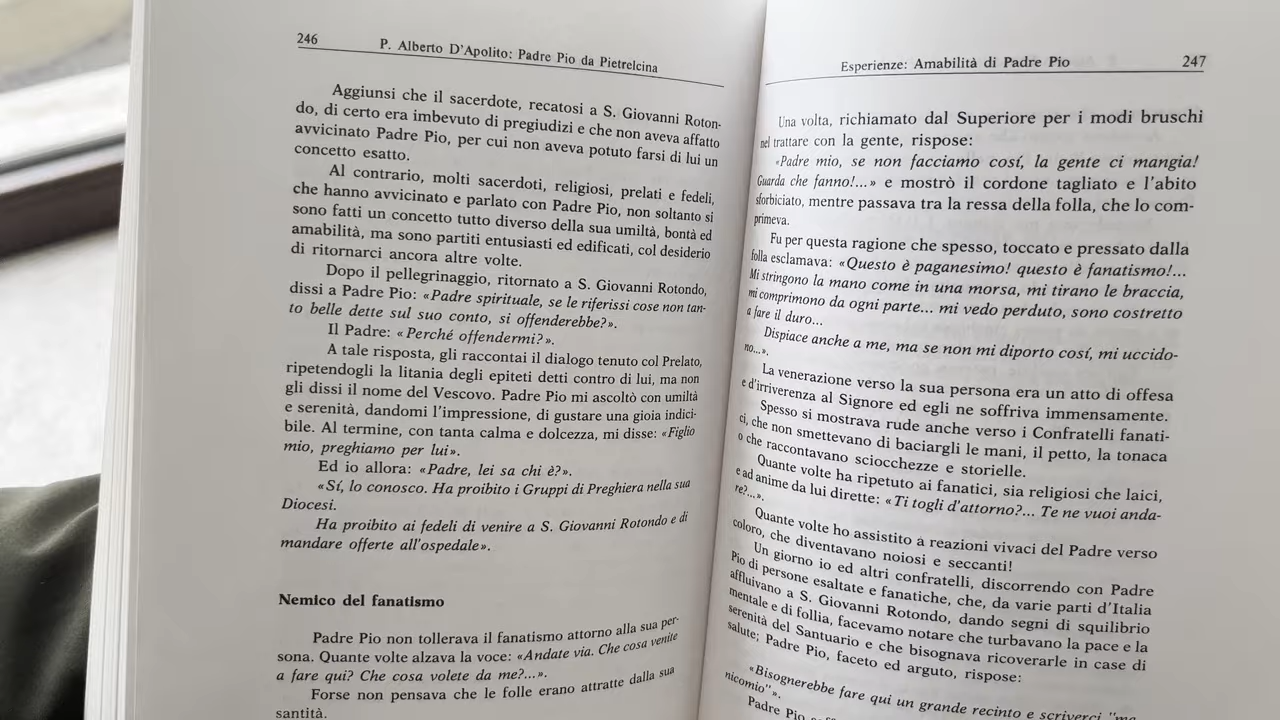 246
P. Alberto D'Apolito: Padre Pio da Pietrelcina
Aggiunsi che il sacerdote, recatosi a S. Giovanni Roton-
do, di certo era imbevuto di pregiudizi e che non aveva affatto
avvicinato Padre Pio, per cui non aveva potuto farsi di lui un
concetto esatto.
Al contrario, molti sacerdoti, religiosi, prelati e fedeli,
che hanno avvicinato e parlato con Padre Pio, non soltanto si
sono fatti un concetto tutto diverso della sua umiltà, bontà ed
amabilità, ma sono partiti entusiasti ed edificati, col desiderio
di ritornarci ancora altre volte.
Dopo il pellegrinaggio, ritornato a S. Giovanni Rotondo,
dissi a Padre Pio: «Padre spirituale, se le riferissi cose non tan-
to belle dette sul suo conto, si offenderebbe?».
Il Padre: «Perché offendermi?».
A tale risposta, gli raccontai il dialogo tenuto col Prelato,
ripetendogli la litania degli epiteti detti contro di lui, ma non
gli dissi il nome del Vescovo. Padre Pio mi ascoltò con umiltà
e serenità, dandomi l'impressione, di gustare una gioia indici-
bile. Al termine, con tanta calma e dolcezza, mi disse: «Figlio
mio, preghiamo per lui».
Ed io allora: «Padre, lei sa chi è?».
«Sí, lo conosco. Ha proibito i Gruppi di Preghiera nella sua
Diocesi.
Ha proibito ai fedeli di venire a S. Giovanni Rotondo e di
mandare offerte all'ospedale».
Nemico del fanatismo
Padre Pio non tollerava il fanatismo attorno alla sua per-
sona. Quante volte alzava la voce: «Andate via. Che cosa venite
a fare qui? Che cosa volete da me?...».
Forse non pensava che le folle erano attratte dalla sua
santità.
Esperienze: Amabilità di Padre Pio
247
Una volta, richiamato dal Superiore per i modi bruschi
nel trattare con la gente, rispose:
«Padre mio, se non facciamo cosí, la gente ci mangia!
Guarda che fanno!...» e mostrò il cordone tagliato e l'abito
sforbiciato, mentre passava tra la ressa della folla, che lo com-
primeva.
Fu per questa ragione che spesso, toccato e pressato dalla
folla esclamava: «Questo è paganesimo! questo è fanatismo!...
Mi stringono la mano come in una morsa, mi tirano le braccia,
mi comprimono da ogni parte... mi vedo perduto, sono costretto
a fare il duro...
Dispiace anche a me, ma se non mi diporto cosí, mi uccido-
no...».
La venerazione verso la sua persona era un atto di offesa
e d'irriverenza al Signore ed egli ne soffriva immensamente.
Spesso si mostrava rude anche verso i Confratelli fanati-
ci, che non smettevano di baciargli le mani, il petto, la tonaca
o che raccontavano sciocchezze e storielle.
Quante volte ha ripetuto ai fanatici, sia religiosi che laici,
e ad anime da lui dirette: «Ti togli d'attorno?... Te ne vuoi anda-
re?...».
Quante volte ho assistito a reazioni vivaci del Padre verso
coloro, che diventavano noiosi e seccanti!
Un giorno io ed altri confratelli, discorrendo con Padre
Pio di persone esaltate e fanatiche, che, da varie parti d'Italia
affluivano a S. Giovanni Rotondo, dando segni di squilibrio
mentale e di follia, facevamo notare che turbavano la pace e la
serenità del Santuario e che bisognava ricoverarle in case di
salute; Padre Pio, faceto ed arguto, rispose:
«Bisognerebbe fare qui un grande recinto e scriverci "ma-
nicomio"».
Padre Pio